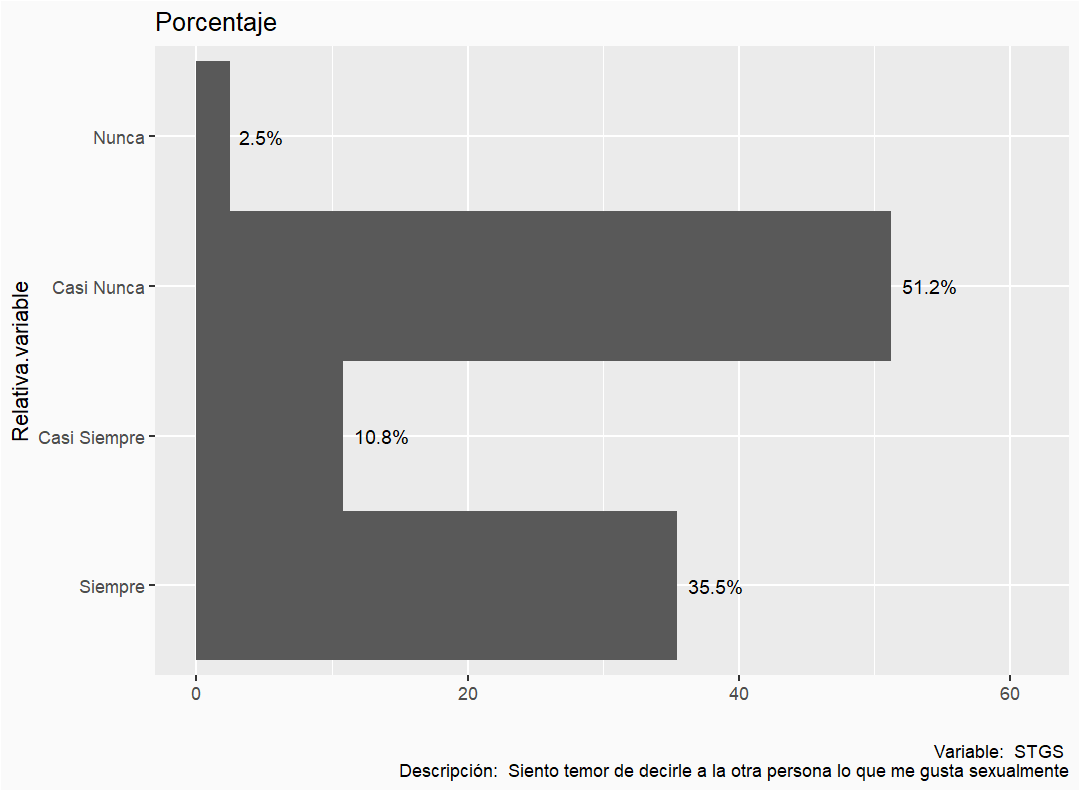 Porcentaje
Nunca
2.5%
Casi Nunca
51.2%
Relativa.variable
Casi Siempre
10.8%
Siempre
35.5%
0 20 40 60
Variable: STGS
Descripción: Siento temor de decirle a la otra persona lo que me gusta sexualmente